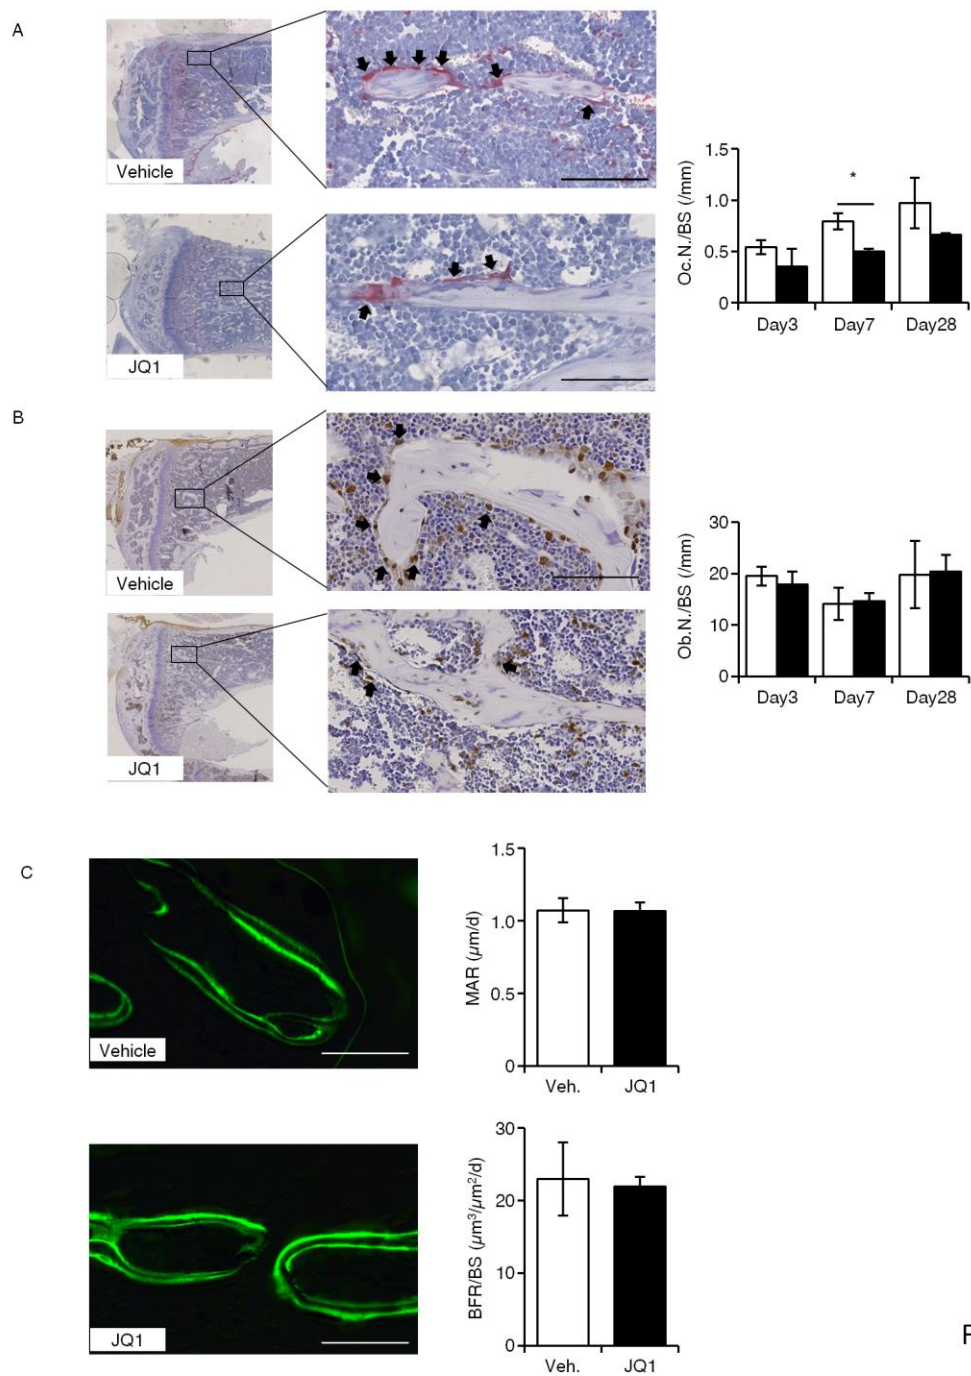 A
Vehicle
JQ1
Oc.N./BS (/mm)
1.5
1.0
0.5
0
*
Day3 Day7 Day28
B
Vehicle
JQ1
Ob.N./BS (/mm)
30
20
10
0
Day3 Day7 Day28
C
Vehicle
MAR (μm/d)
1.5
1.0
0.5
0
Veh. JQ1
JQ1
BFR/BS (μm³/μm²/d)
30
20
10
0
Veh. JQ1
F